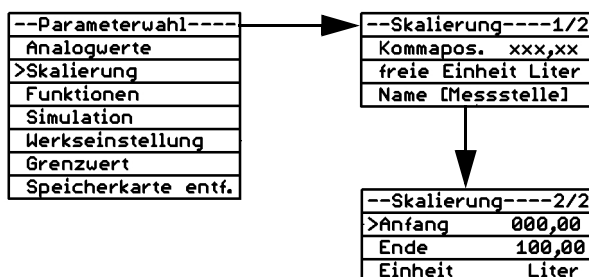 --Parameterwahl----
Analogwerte
>Skalierung
Funktionen
Simulation
Werkseinstellung
Grenzwert
Speicherkarte entf.
--Skalierung----1/2
Kommapos. xxx,xx
freie Einheit Liter
Name [Messstelle]
--Skalierung----2/2
>Anfang 000,00
Ende 100,00
Einheit Liter